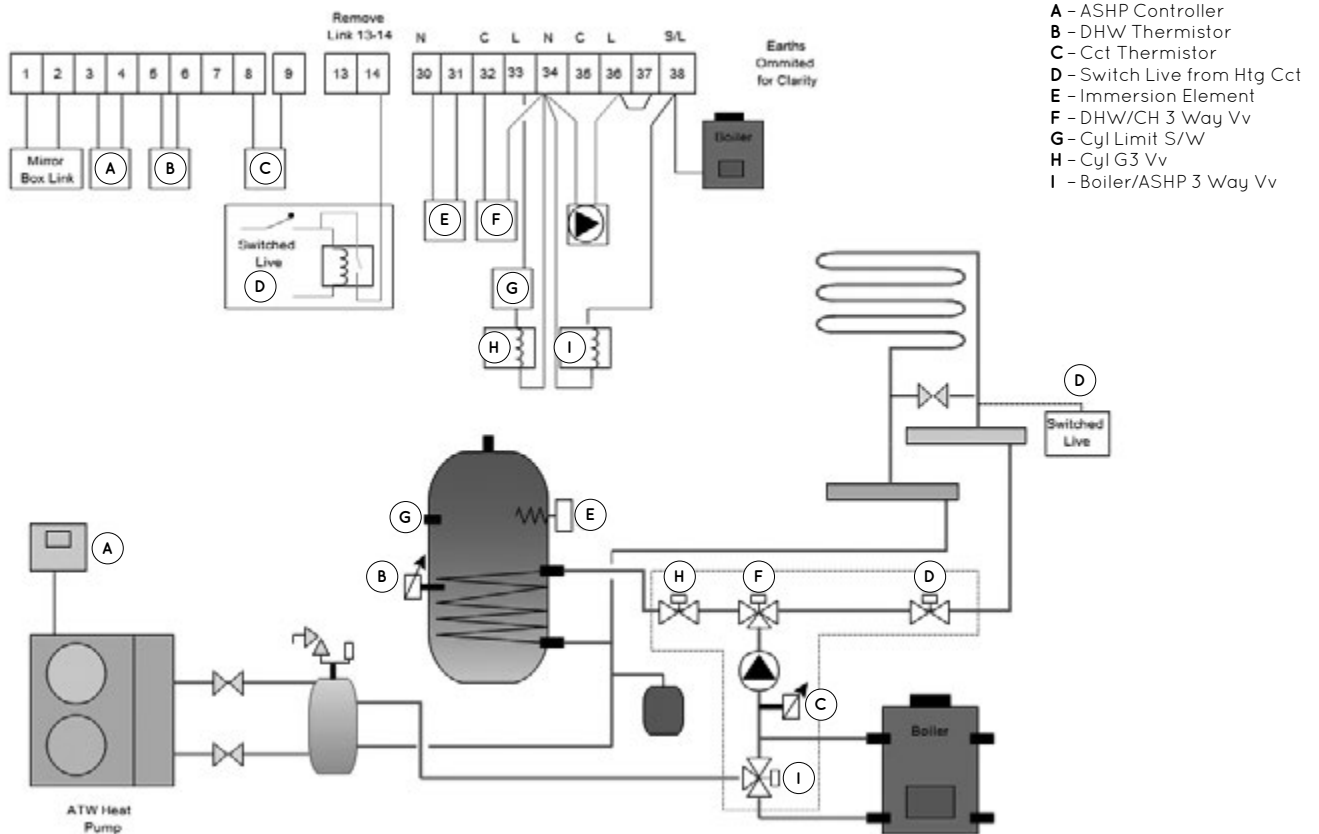 Remove
Link 13-14
N C L N C L S/L
1 2 3 4 5 6 7 8 9 13 14 30 31 32 33 34 35 36 37 38
Earths
Ommited
for Clarity
Mirror
Box Link
A
B
C
E
F
Boiler
Switched
Live
D
G
H
I
A – ASHP Controller
B – DHW Thermistor
C – Cct Thermistor
D – Switch Live from Htg Cct
E – Immersion Element
F – DHW/CH 3 Way Vv
G – Cyl Limit S/W
H – Cyl G3 Vv
I – Boiler/ASHP 3 Way Vv
D
Switched
Live
G
E
A
B
H
F
D
C
Boiler
I
ATW Heat
Pump